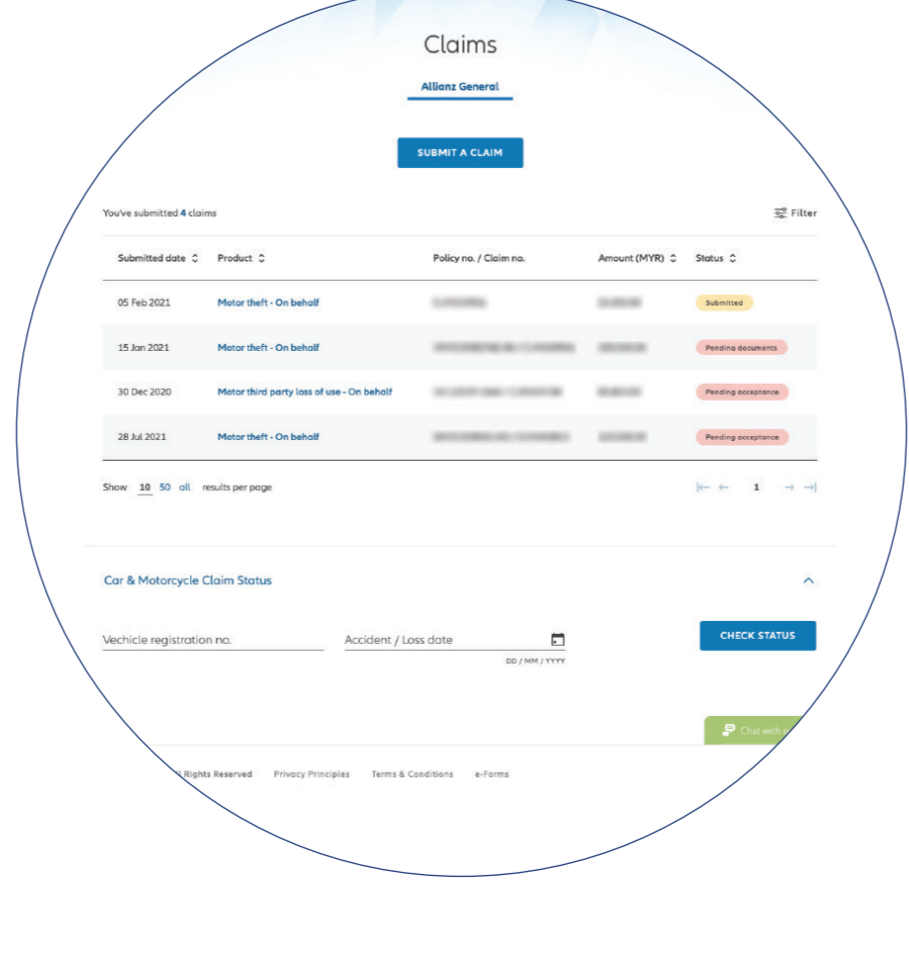 Claims
Allianz General
SUBMIT A CLAIM
You've submitted 4 claims Filter
Submitted date Product Policy no. / Claim no. Amount (MYR) Status
05 Feb 2021 Motor theft - On behalf Submitted
15 Jan 2021 Motor theft - On behalf Pending documents
30 Dec 2020 Motor third party loss of use - On behalf Pending acceptance
28 Jul 2021 Motor theft - On behalf Pending acceptance
Show 10 50 all results per page 1
Car & Motorcycle Claim Status
Vechicle registration no. Accident / Loss date CHECK STATUS
DD / MM / YYYY
Chat with
Rights Reserved Privacy Principles Terms & Conditions e-Forms